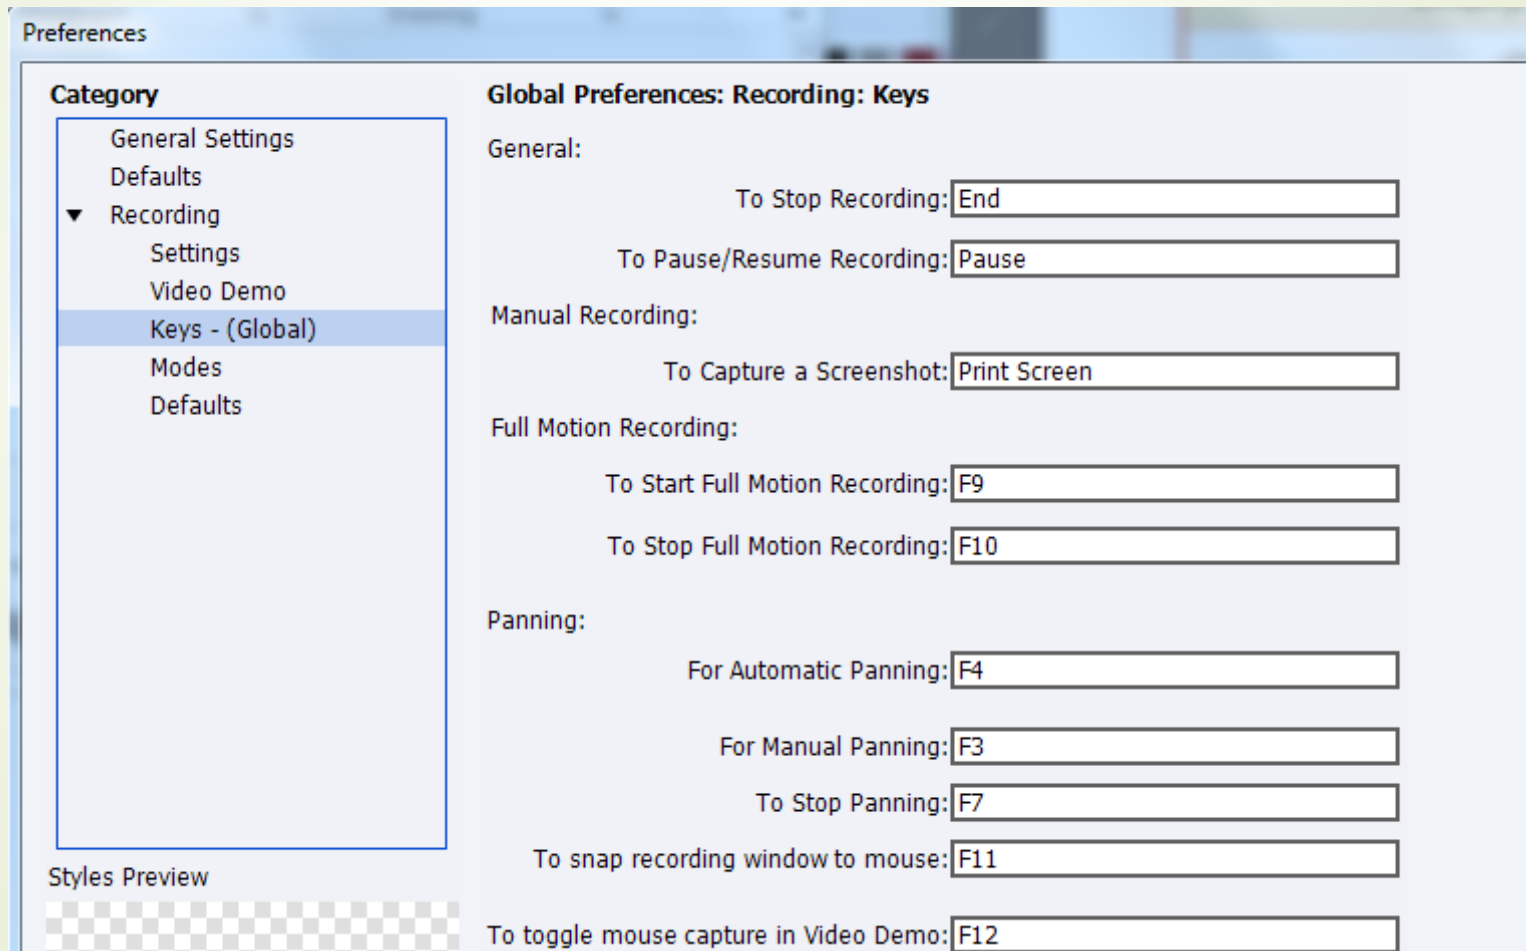 Preferences
Category
General Settings
Defaults
Recording
Settings
Video Demo
Keys - (Global)
Modes
Defaults
Styles Preview
Global Preferences: Recording: Keys
General:
To Stop Recording: End
To Pause/Resume Recording: Pause
Manual Recording:
To Capture a Screenshot: Print Screen
Full Motion Recording:
To Start Full Motion Recording: F9
To Stop Full Motion Recording: F10
Panning:
For Automatic Panning: F4
For Manual Panning: F3
To Stop Panning: F7
To snap recording window to mouse: F11
To toggle mouse capture in Video Demo: F12